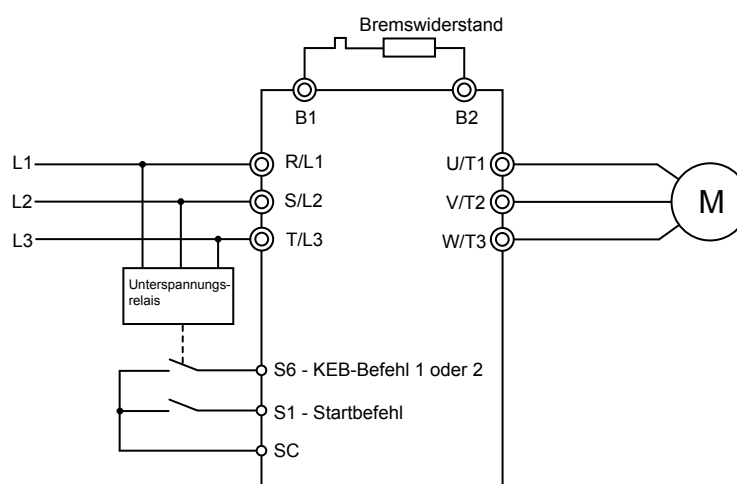 Bremswiderstand
B1 B2
L1 R/L1 U/T1
L2 S/L2 V/T2 M
L3 T/L3 W/T3
Unterspannungs-
relais
S6 - KEB-Befehl 1 oder 2
S1 - Startbefehl
SC